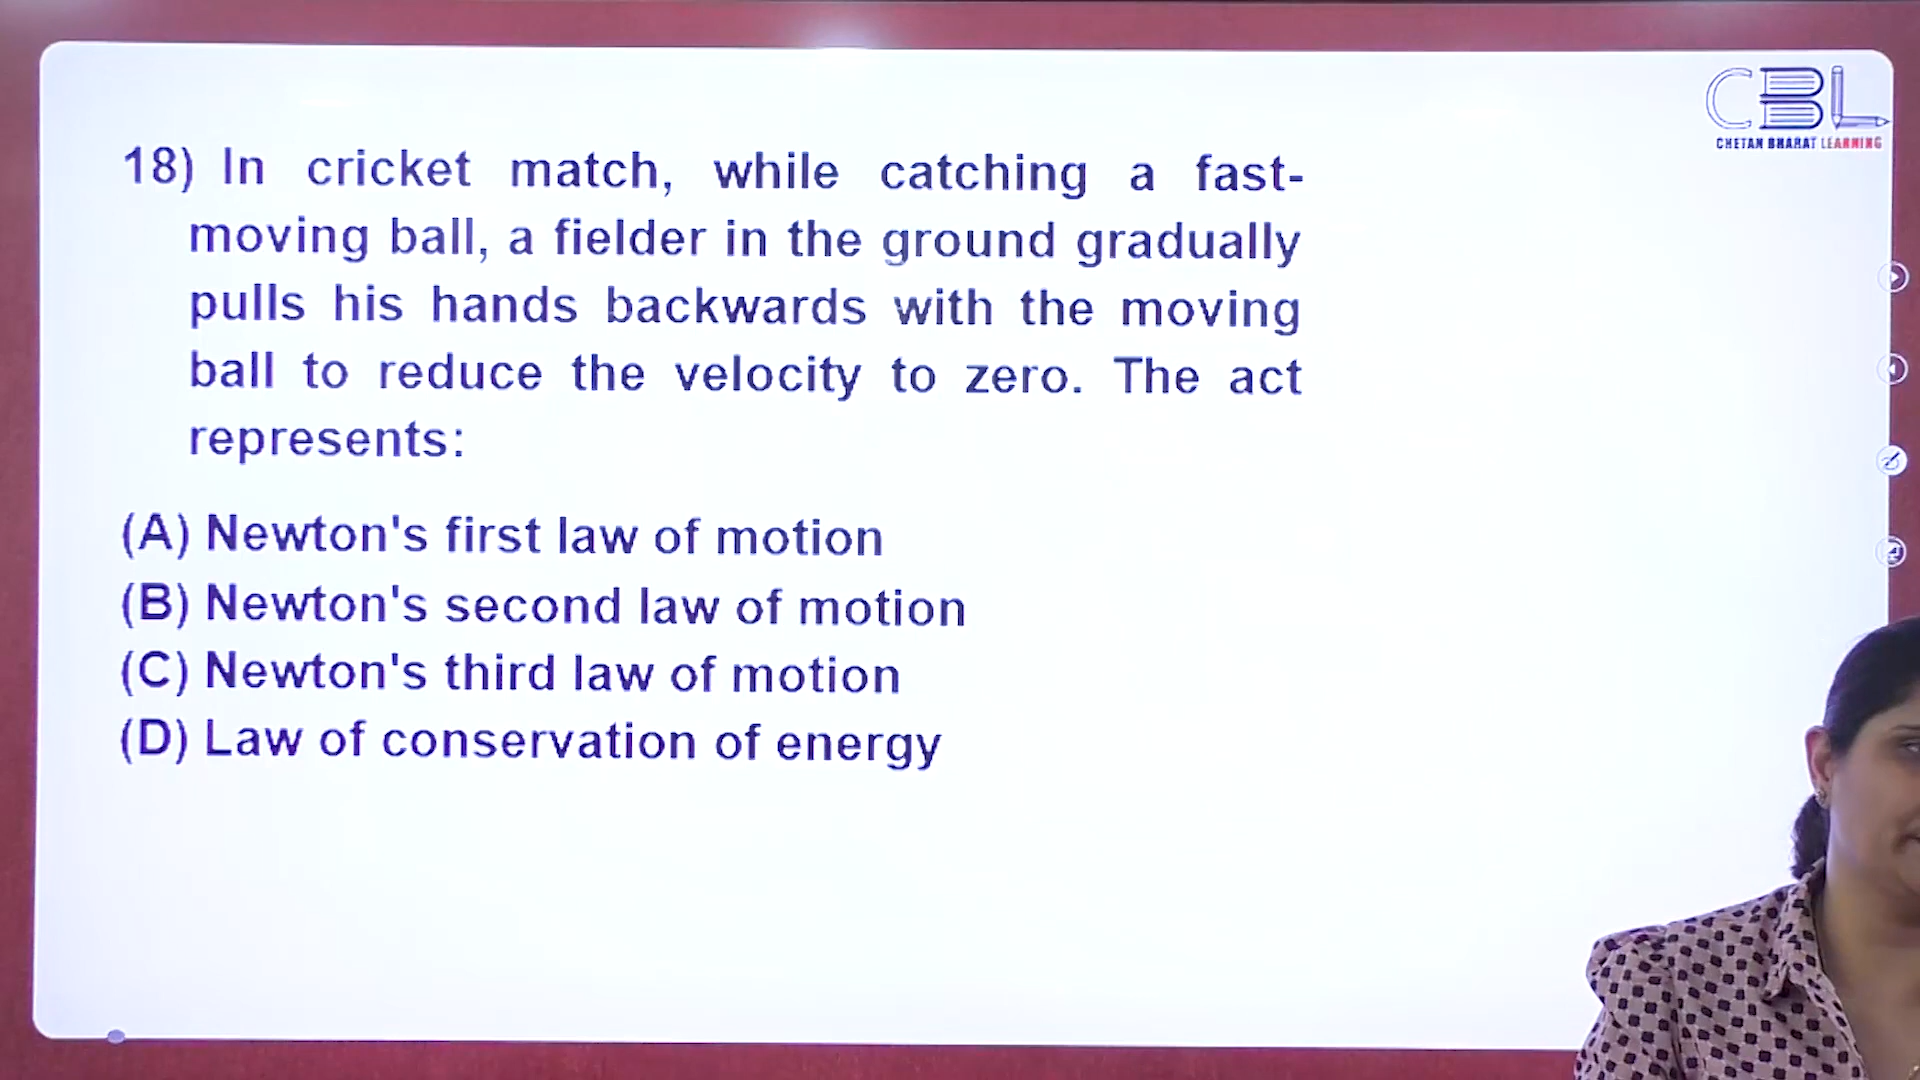 CBL
CHETAN BHARAT LEARNING
18) In cricket match, while catching a fast-
moving ball, a fielder in the ground gradually
pulls his hands backwards with the moving
ball to reduce the velocity to zero. The act
represents:
(A) Newton's first law of motion
(B) Newton's second law of motion
(C) Newton's third law of motion
(D) Law of conservation of energy